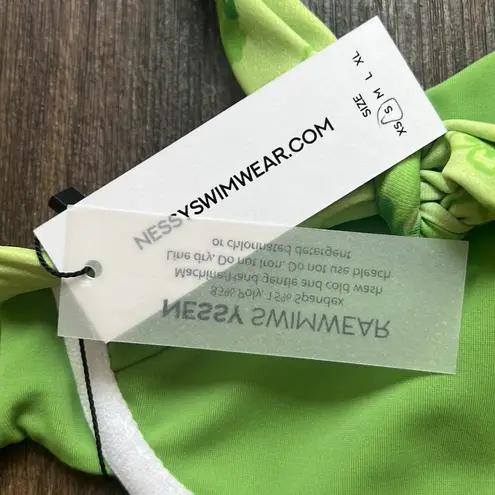 XS S M L XL
SIZE
NESSYSWIMWEAR.COM
NESSY SWIMWEAR
85% Poly, 15% Spandex
Machine/Hand gentle and cold wash
Line dry, Do not iron, Do not use bleach
or chlorinated detergent